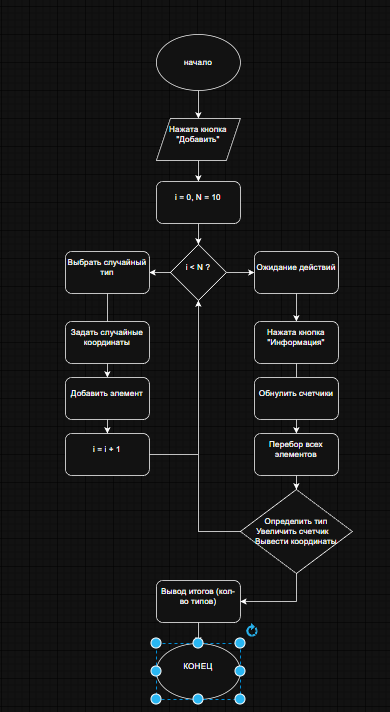 начало
Нажата кнопка
"Добавить"
i = 0, N = 10
i < N ?
Выбрать случайный
тип
Ожидание действий
Задать случайные
координаты
Нажата кнопка
"Информация"
Добавить элемент
Обнулить счетчики
i = i + 1
Перебор всех
элементов
Определить тип
Увеличить счетчик
Вывести координаты
Вывод итогов (кол-
во типов)
КОНЕЦ